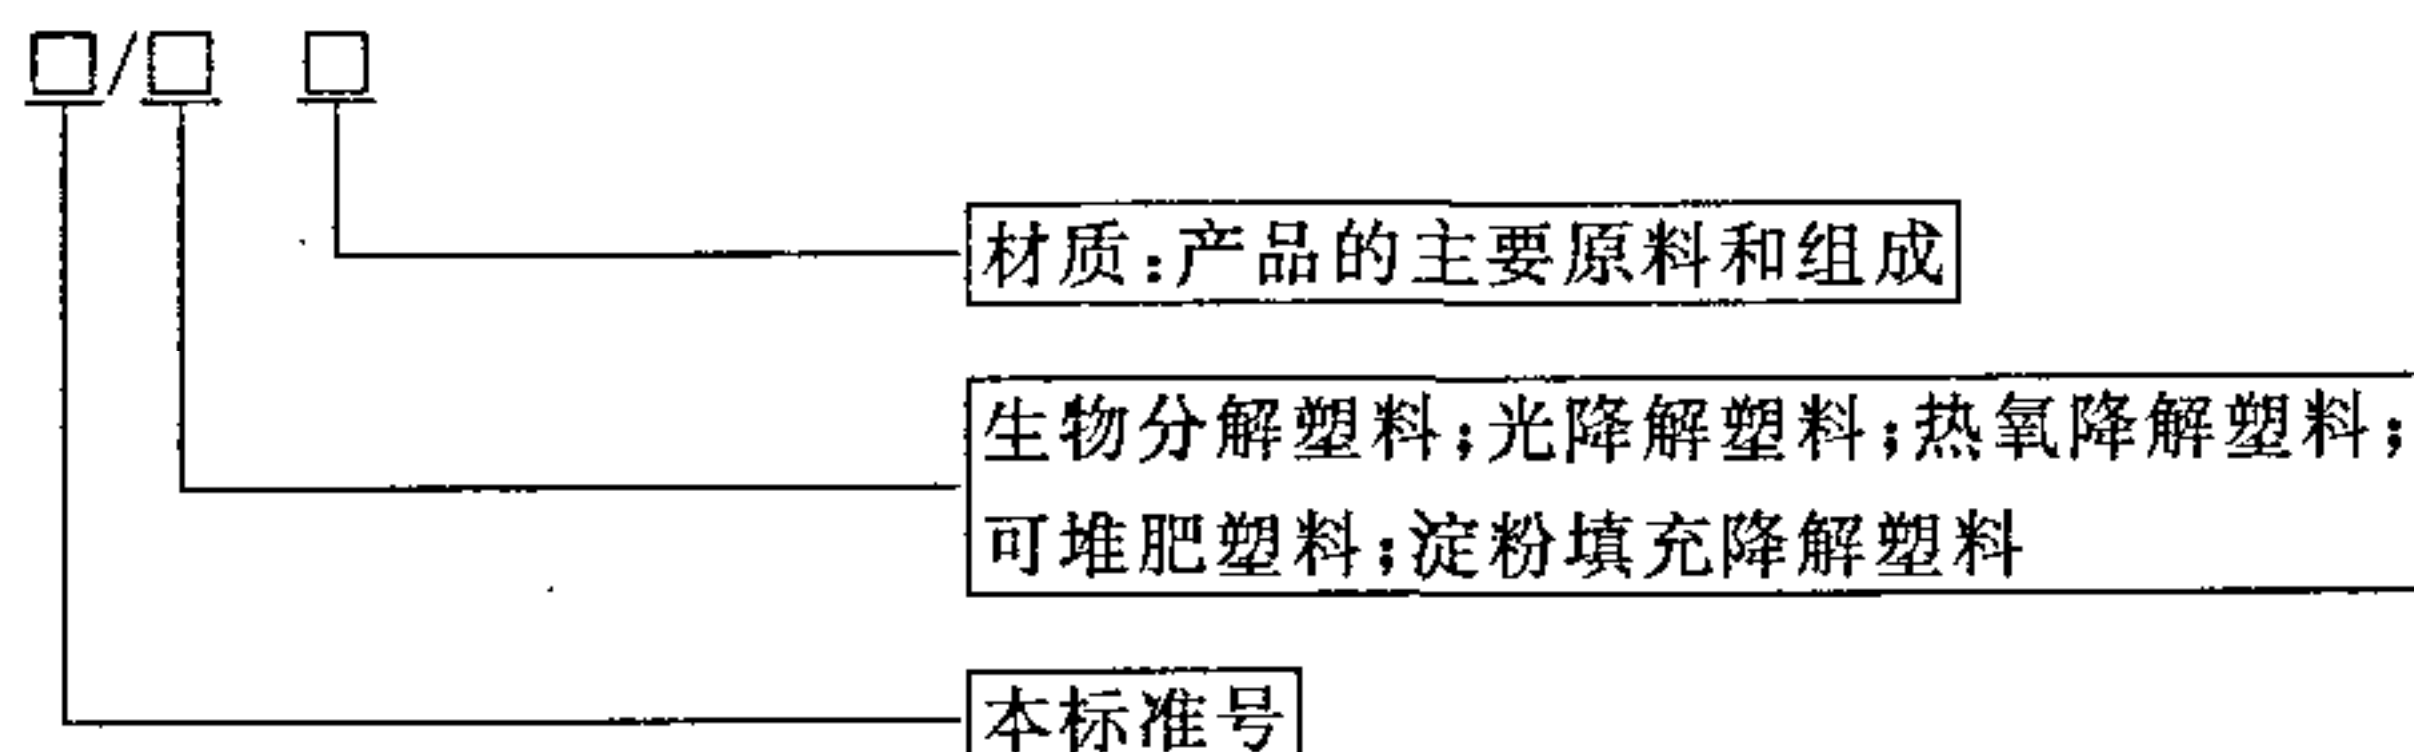 □/□ □
材质:产品的主要原料和组成
生物分解塑料;光降解塑料;热氧降解塑料;
可堆肥塑料;淀粉填充降解塑料
本标准号